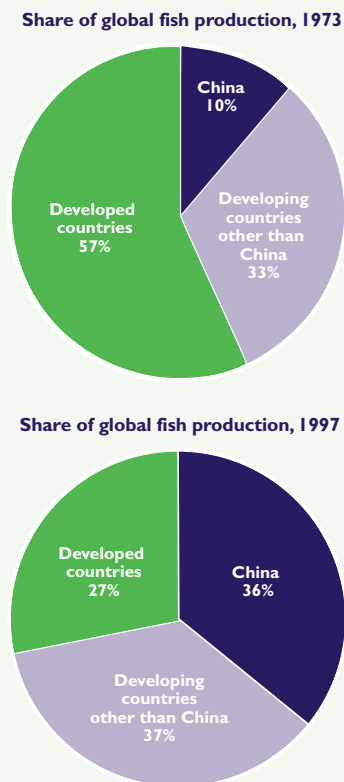 Share of global fish production, 1973
China
10%
Developing
countries
other than
China
33%
Developed
countries
57%
Share of global fish production, 1997
Developed
countries
27%
China
36%
Developing
countries
other than China
37%